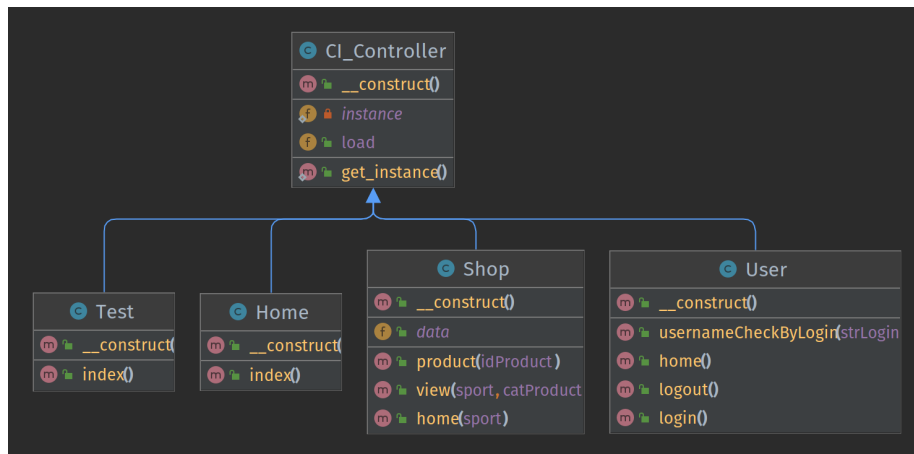 C CI_Controller
m __construct()
f instance
f load
m get_instance()
C Test
m __construct(
m index()
C Home
m __construct(
m index()
C Shop
m __construct()
f data
m product(idProduct)
m view(sport, catProduct
m home(sport)
C User
m __construct()
m usernameCheckByLogin(strLogin
m home()
m logout()
m login()